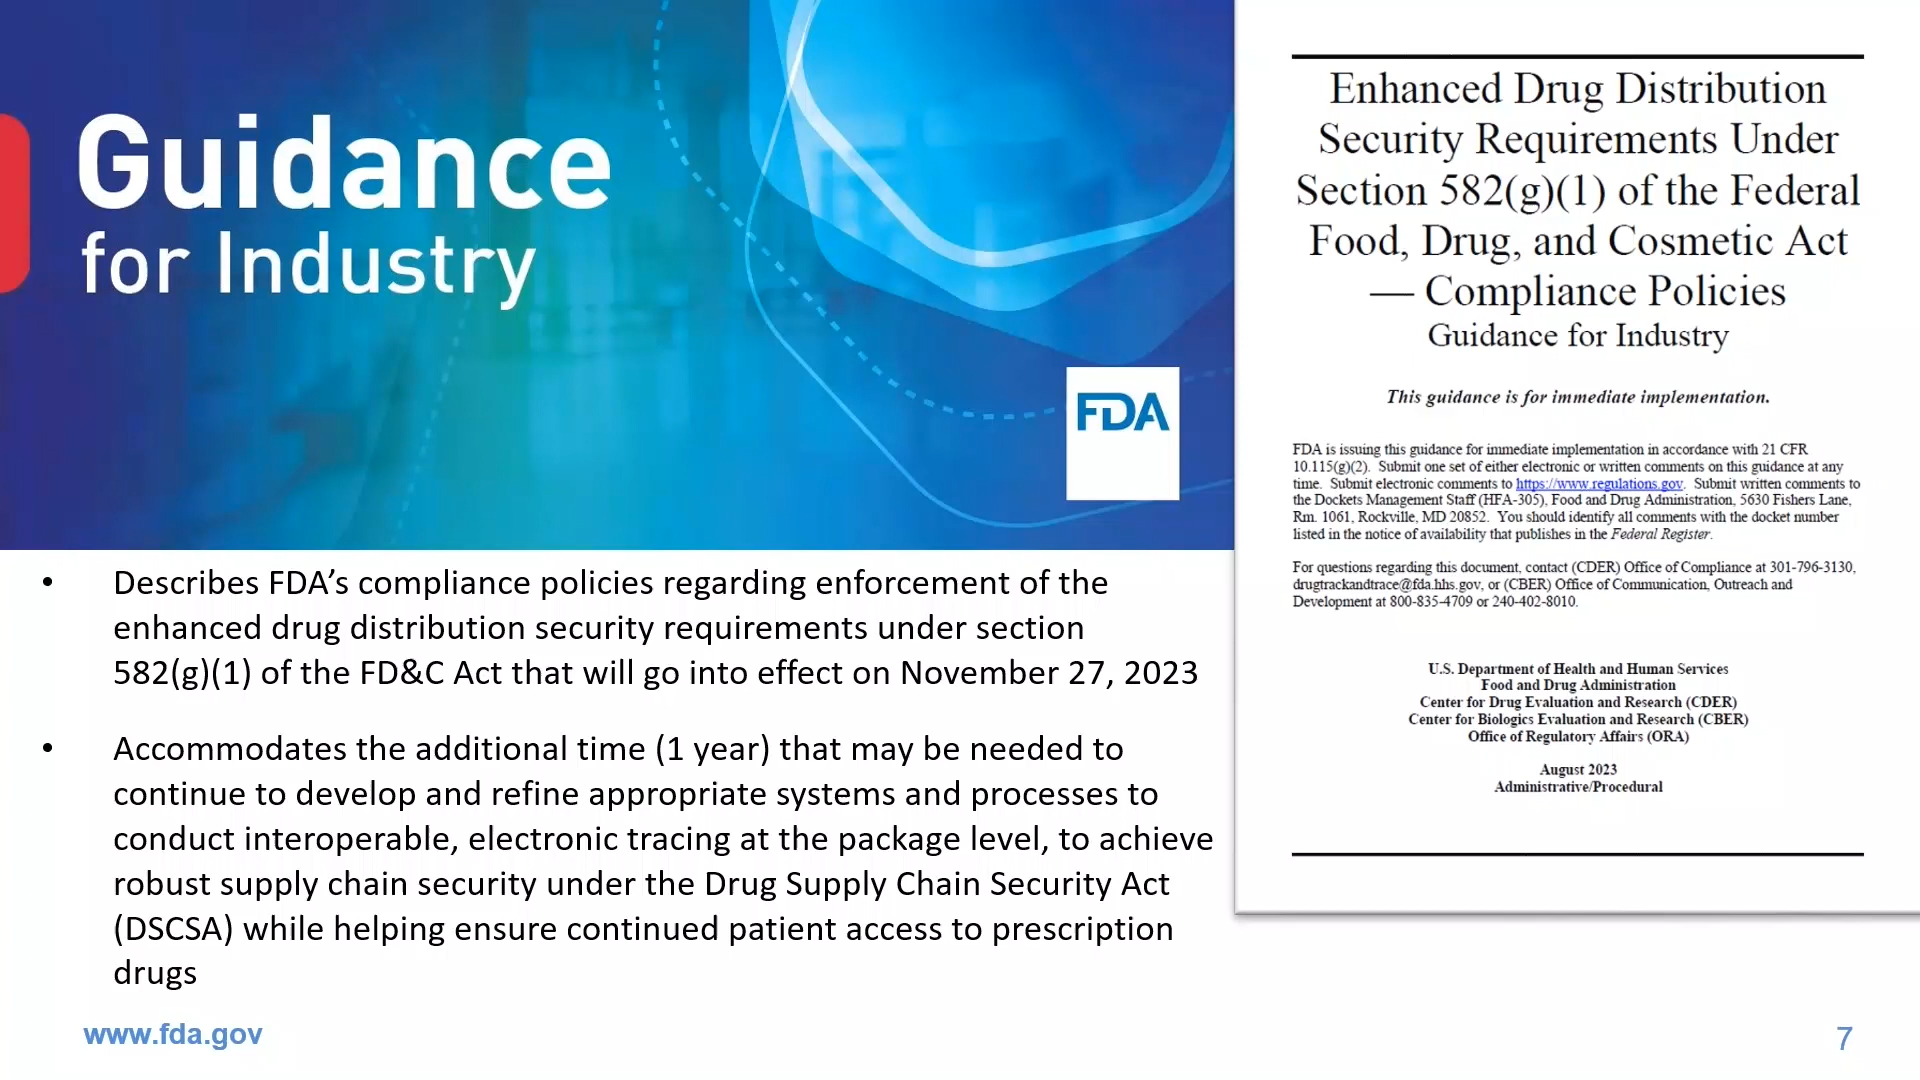 Guidance
for Industry
FDA
• Describes FDA’s compliance policies regarding enforcement of the
enhanced drug distribution security requirements under section
582(g)(1) of the FD&C Act that will go into effect on November 27, 2023
• Accommodates the additional time (1 year) that may be needed to
continue to develop and refine appropriate systems and processes to
conduct interoperable, electronic tracing at the package level, to achieve
robust supply chain security under the Drug Supply Chain Security Act
(DSCSA) while helping ensure continued patient access to prescription
drugs
Enhanced Drug Distribution
Security Requirements Under
Section 582(g)(1) of the Federal
Food, Drug, and Cosmetic Act
— Compliance Policies
Guidance for Industry
This guidance is for immediate implementation.
FDA is issuing this guidance for immediate implementation in accordance with 21 CFR
10.115(g)(2). Submit one set of either electronic or written comments on this guidance at any
time. Submit electronic comments to https://www.regulations.gov. Submit written comments to
the Dockets Management Staff (HFA-305), Food and Drug Administration, 5630 Fishers Lane,
Rm. 1061, Rockville, MD 20852. You should identify all comments with the docket number
listed in the notice of availability that publishes in the Federal Register.
For questions regarding this document, contact (CDER) Office of Compliance at 301-796-3130,
drugtrackandtrace@fda.hhs.gov, or (CBER) Office of Communication, Outreach and
Development at 800-835-4709 or 240-402-8010.
U.S. Department of Health and Human Services
Food and Drug Administration
Center for Drug Evaluation and Research (CDER)
Center for Biologics Evaluation and Research (CBER)
Office of Regulatory Affairs (ORA)
August 2023
Administrative/Procedural
www.fda.gov
7